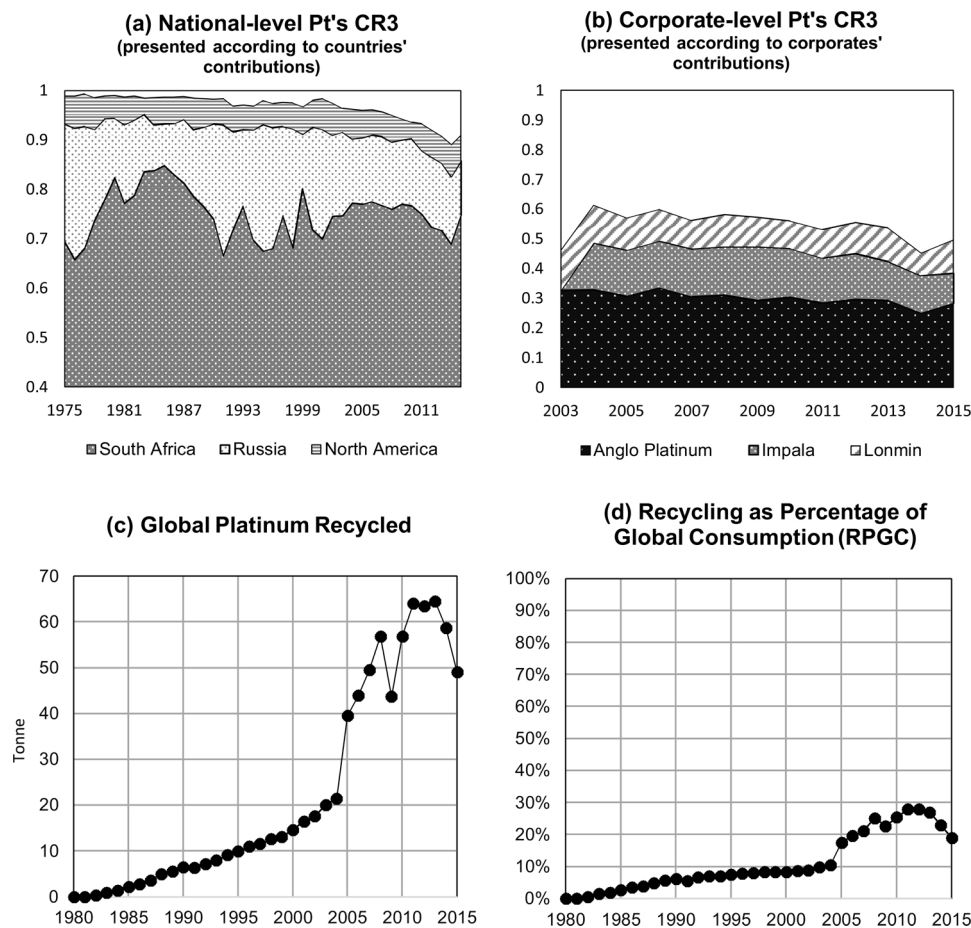 (a) National-level Pt's CR3
(presented according to countries'
contributions)
1
0.9
0.8
0.7
0.6
0.5
0.4
1975 1981 1987 1993 1999 2005 2011
South Africa Russia North America
(b) Corporate-level Pt's CR3
(presented according to corporates'
contributions)
1
0.9
0.8
0.7
0.6
0.5
0.4
0.3
0.2
0.1
0
2003 2005 2007 2009 2011 2013 2015
Anglo Platinum Impala Lonmin
(c) Global Platinum Recycled
Tonne
70
60
50
40
30
20
10
0
1980 1985 1990 1995 2000 2005 2010 2015
(d) Recycling as Percentage of
Global Consumption (RPGC)
100%
90%
80%
70%
60%
50%
40%
30%
20%
10%
0%
1980 1985 1990 1995 2000 2005 2010 2015